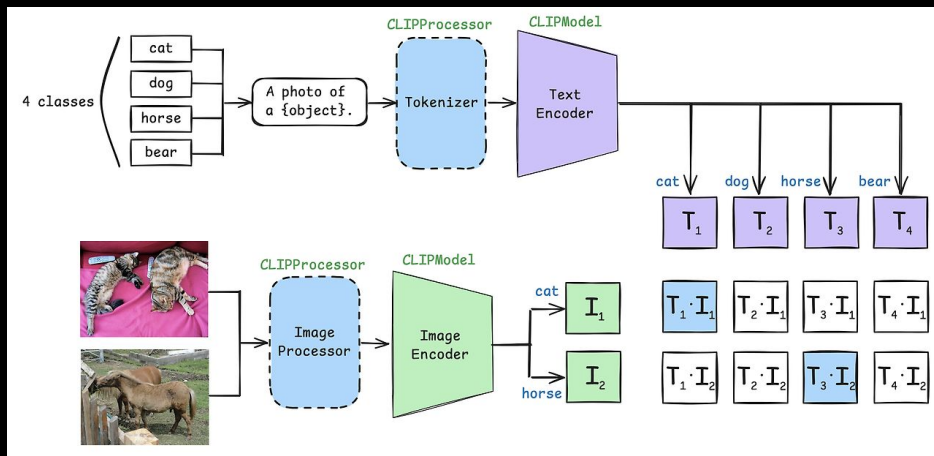 CLIPProcessor
CLIPModel
4 classes
cat
dog
horse
bear
A photo of
a {object}.
Tokenizer
Text
Encoder
cat
dog
horse
bear
T₁
T₂
T₃
T₄
CLIPProcessor
CLIPModel
Image
Processor
Image
Encoder
cat
horse
I₁
I₂
T₁·I₁
T₂·I₁
T₃·I₁
T₄·I₁
T₁·I₂
T₂·I₂
T₃·I₂
T₄·I₂